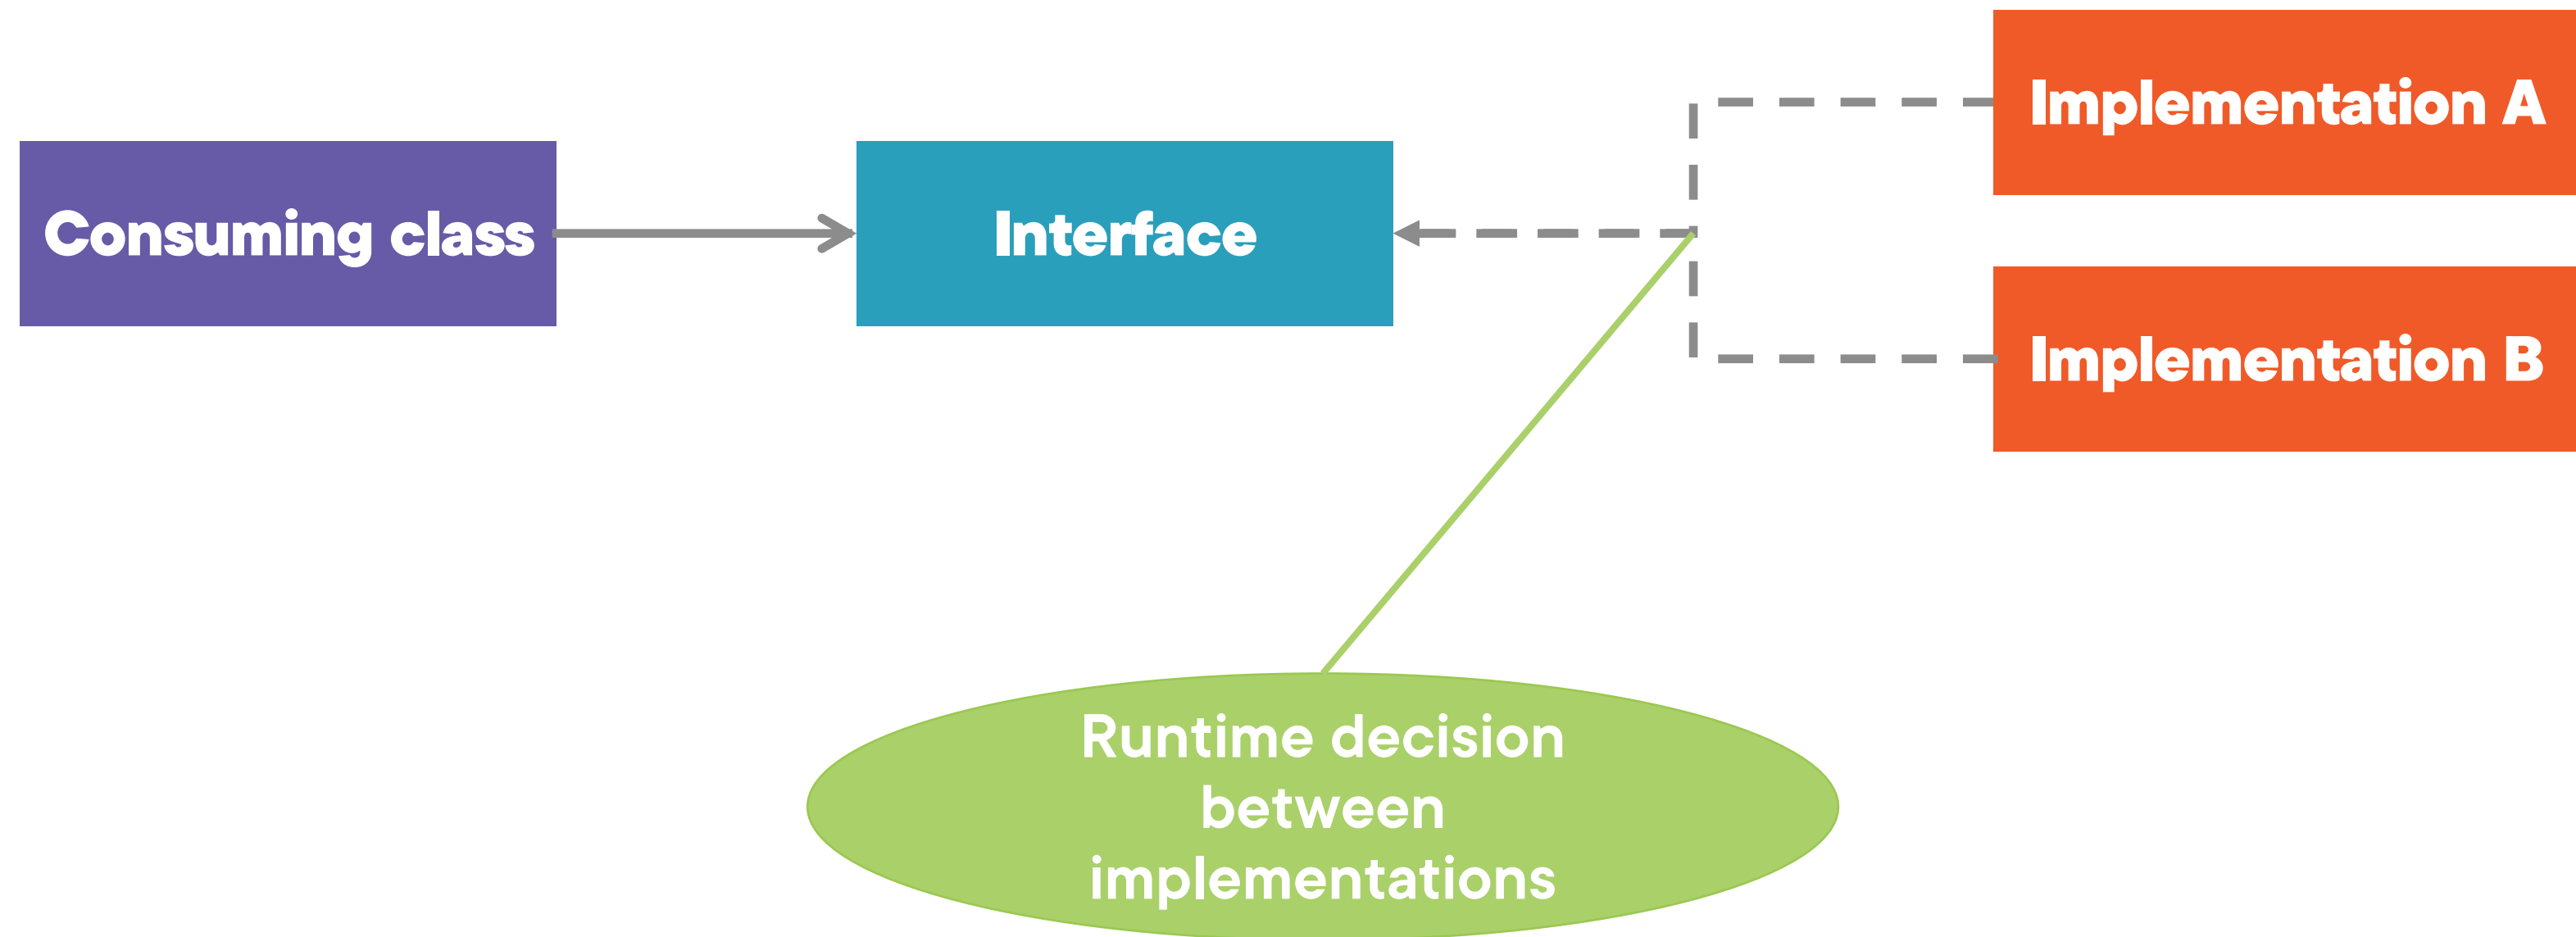 Consuming class
Interface
Implementation A
Implementation B
Runtime decision
between
implementations